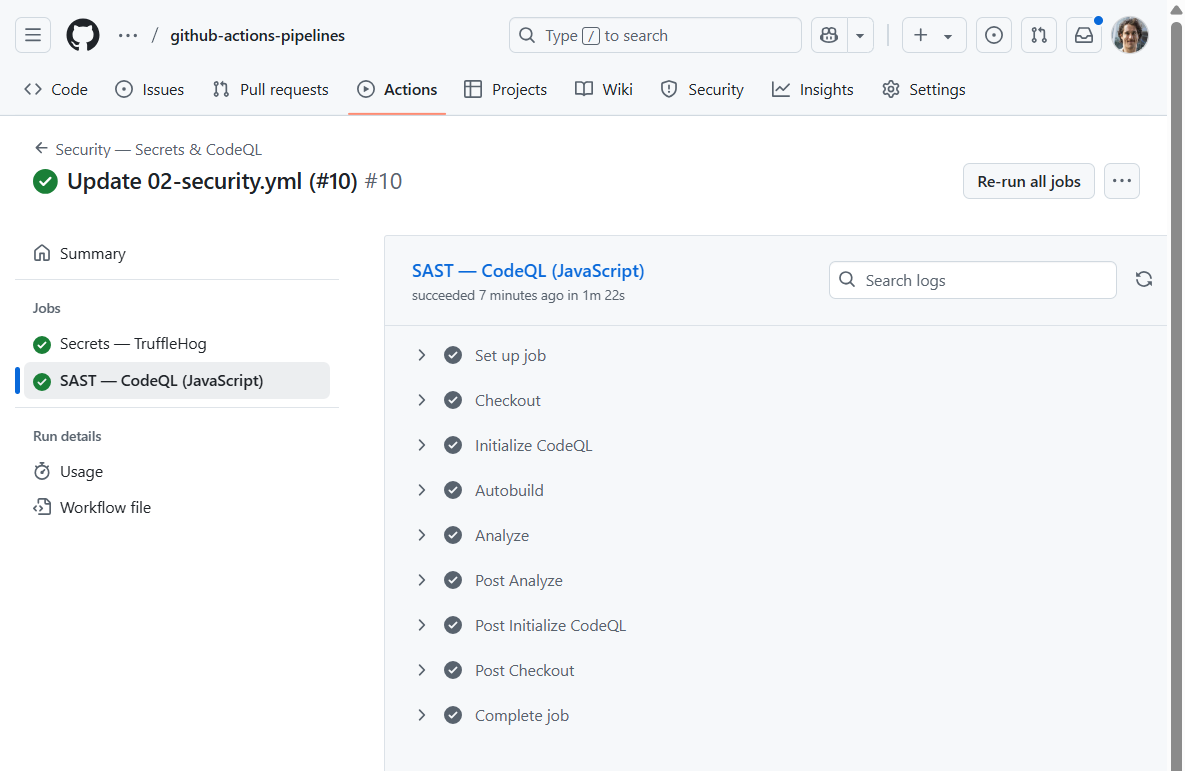 ··· / github-actions-pipelines Type / to search
Code Issues Pull requests Actions Projects Wiki Security Insights Settings
Security — Secrets & CodeQL
Update 02-security.yml (#10) #10
Re-run all jobs
Summary
Jobs
Secrets — TruffleHog
SAST — CodeQL (JavaScript)
Run details
Usage
Workflow file
SAST — CodeQL (JavaScript)
succeeded 7 minutes ago in 1m 22s
Search logs
Set up job
Checkout
Initialize CodeQL
Autobuild
Analyze
Post Analyze
Post Initialize CodeQL
Post Checkout
Complete job